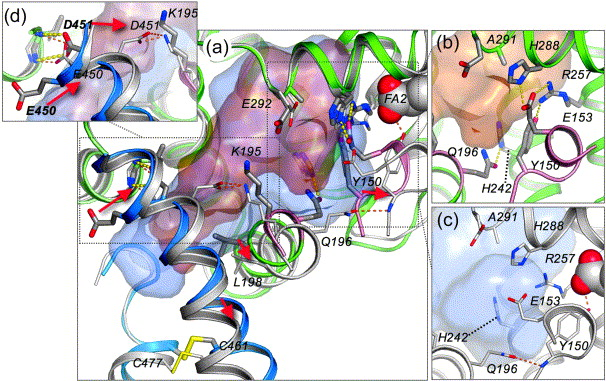 (d)
D451
D451
K195
E450
E450
(a)
E292
FA2
K195
Y150
Q196
L198
C461
C477
(b)
A291
H288
R257
E153
Q196
Y150
H242
(c)
A291
H288
R257
E153
H242
Y150
Q196